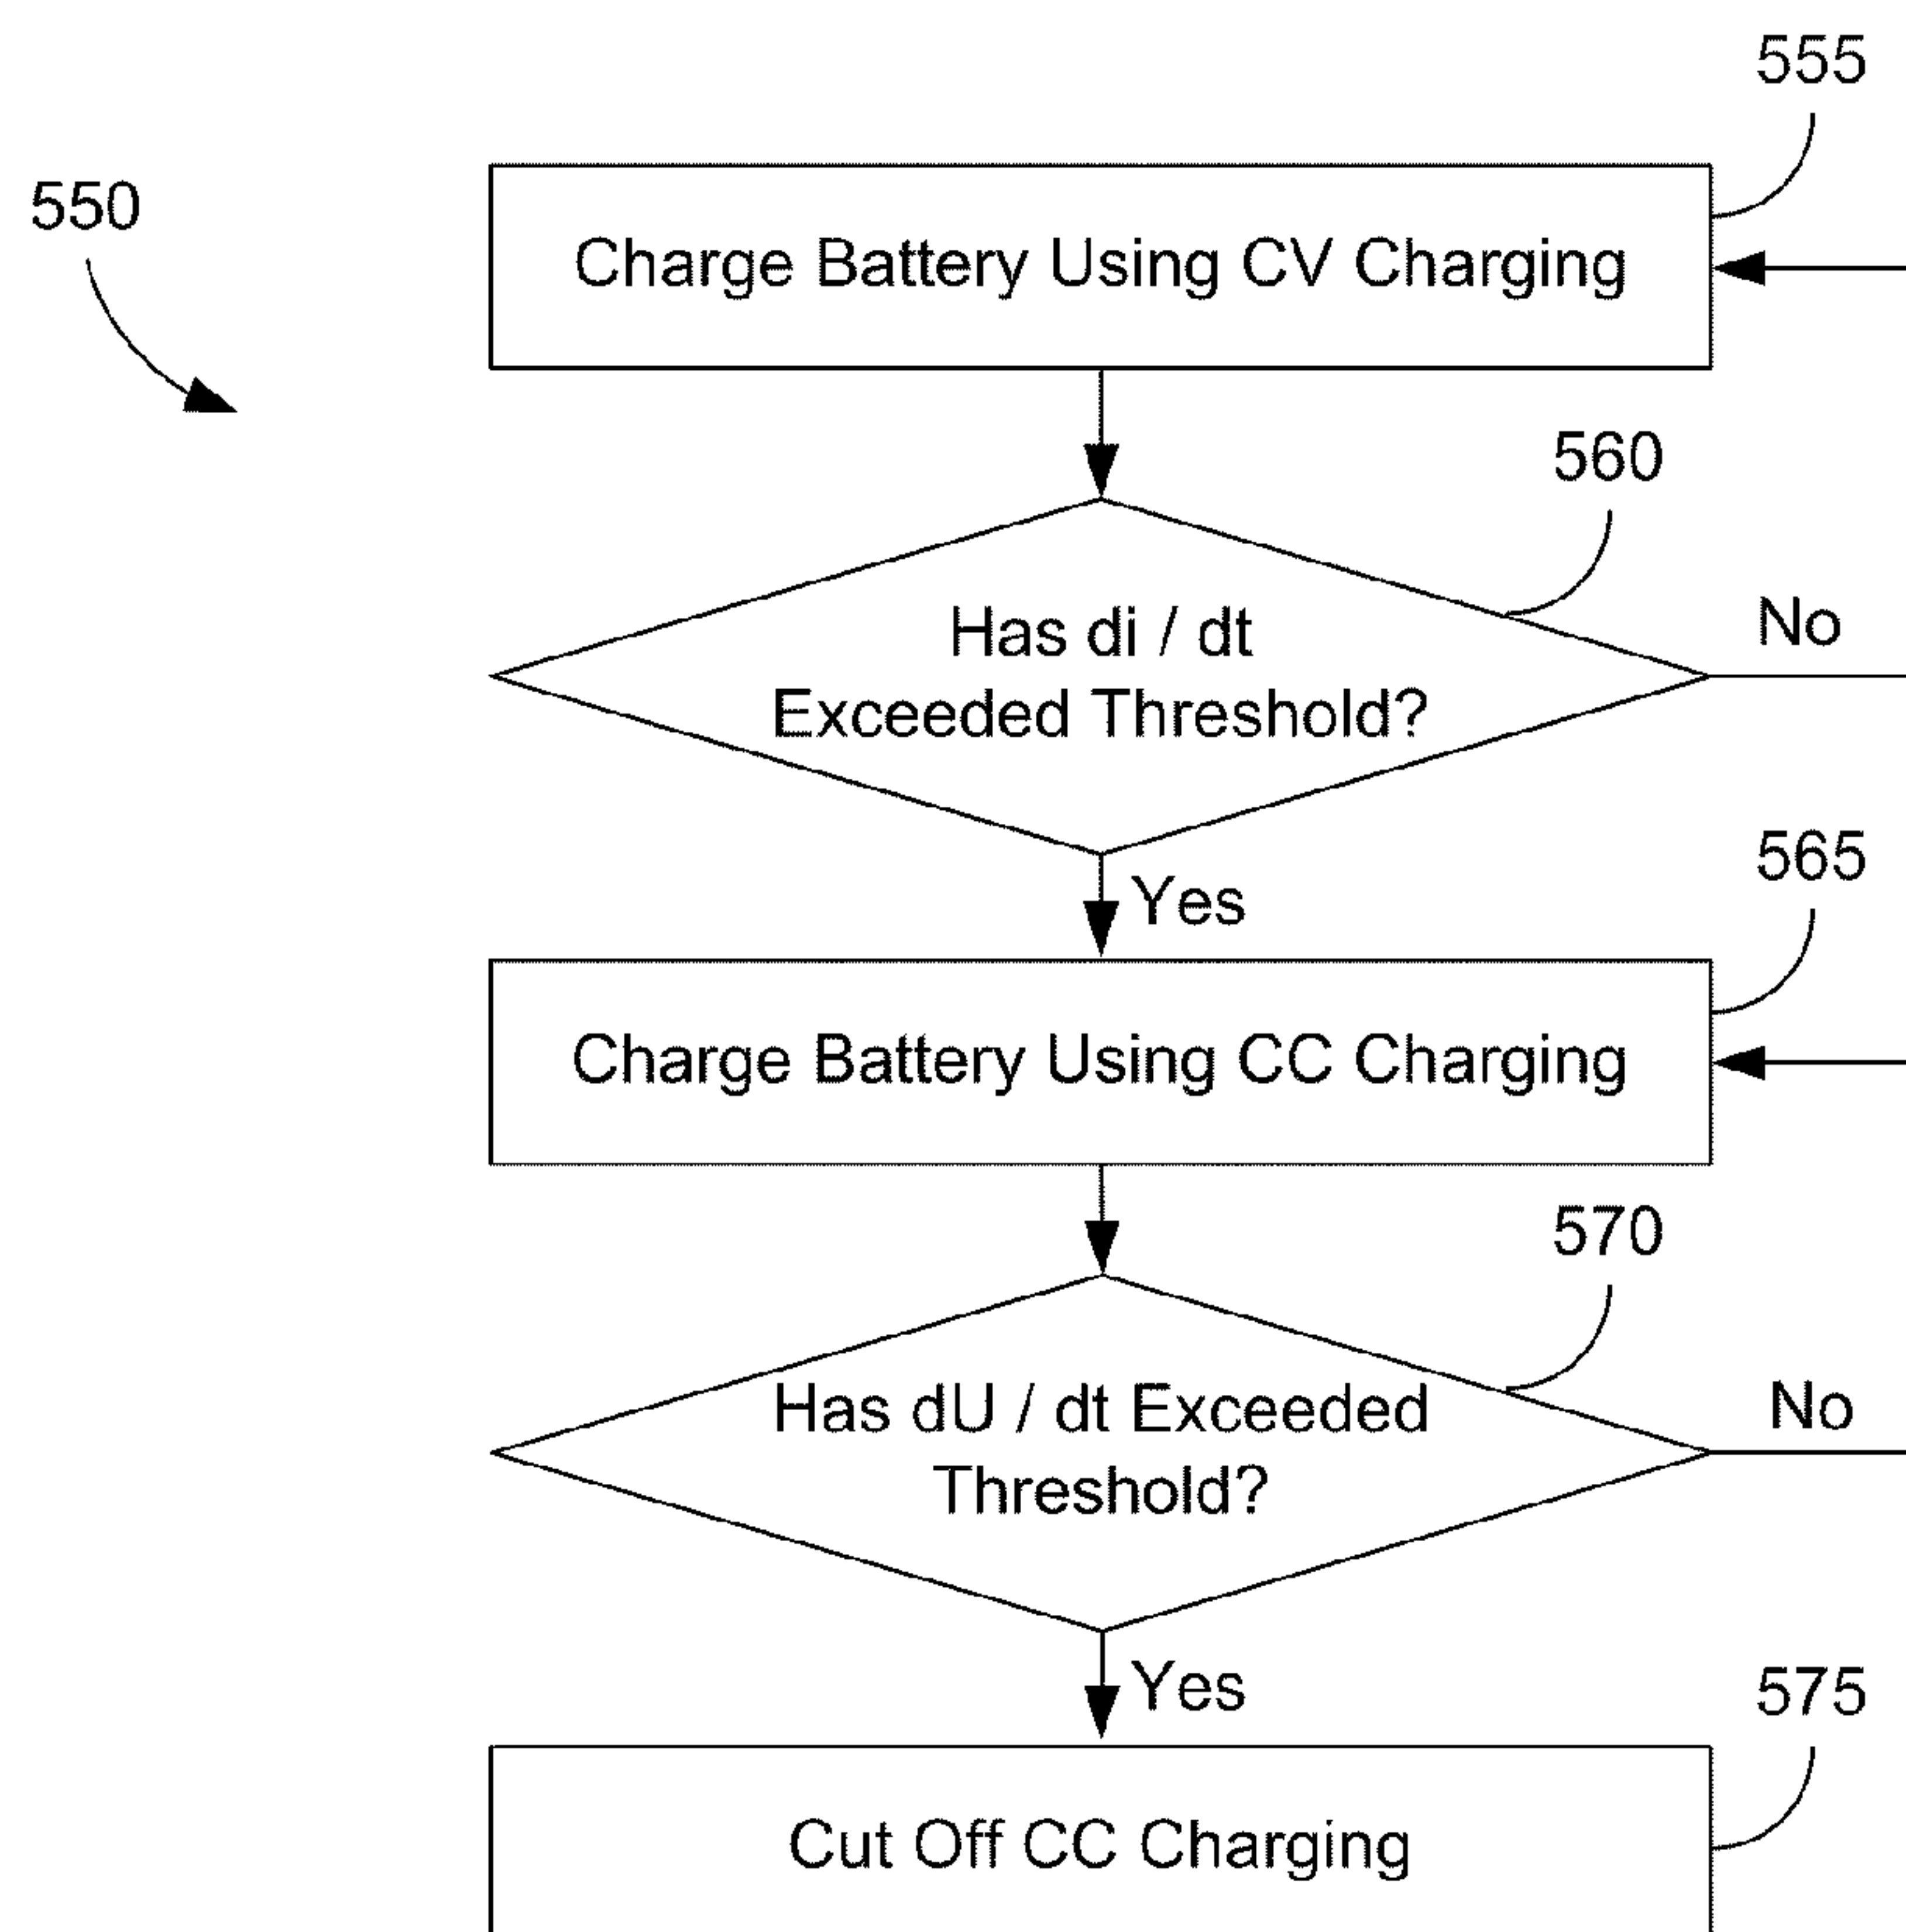 555
550
Charge Battery Using CV Charging
560
Has di / dt
Exceeded Threshold?
No
Yes
565
Charge Battery Using CC Charging
570
Has dU / dt Exceeded
Threshold?
No
Yes
575
Cut Off CC Charging